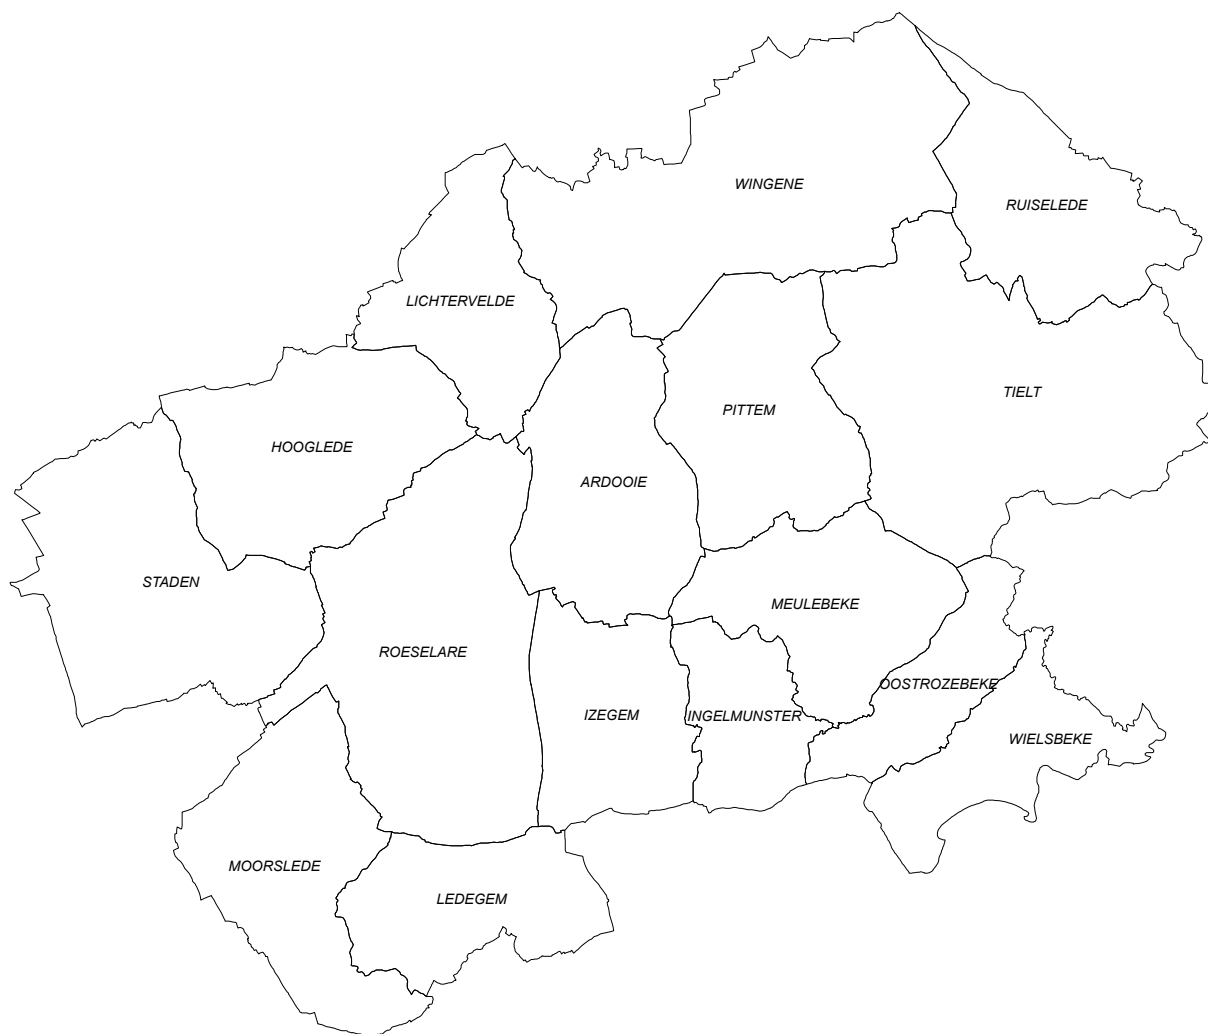 WINGENE
RUISELEDE
LICHTERVELDE
TIELT
PITTEM
HOOGLEDE
ARDOOIE
STADEN
MEULEBEKE
ROESELARE
OOSTROZEBEKE
IZEGEM
INGELMUNSTER
WIELSBEKE
MOORSLEDE
LEDEGEM